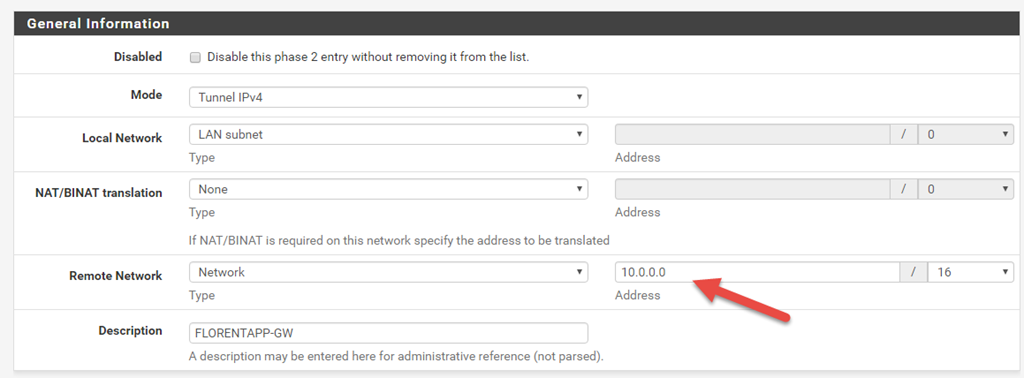 General Information
Disabled
Disable this phase 2 entry without removing it from the list.
Mode
Tunnel IPv4
Local Network
LAN subnet
/
0
Type
Address
NAT/BINAT translation
None
/
0
Type
Address
If NAT/BINAT is required on this network specify the address to be translated
Remote Network
Network
10.0.0.0
/
16
Type
Address
Description
FLORENTAPP-GW
A description may be entered here for administrative reference (not parsed).